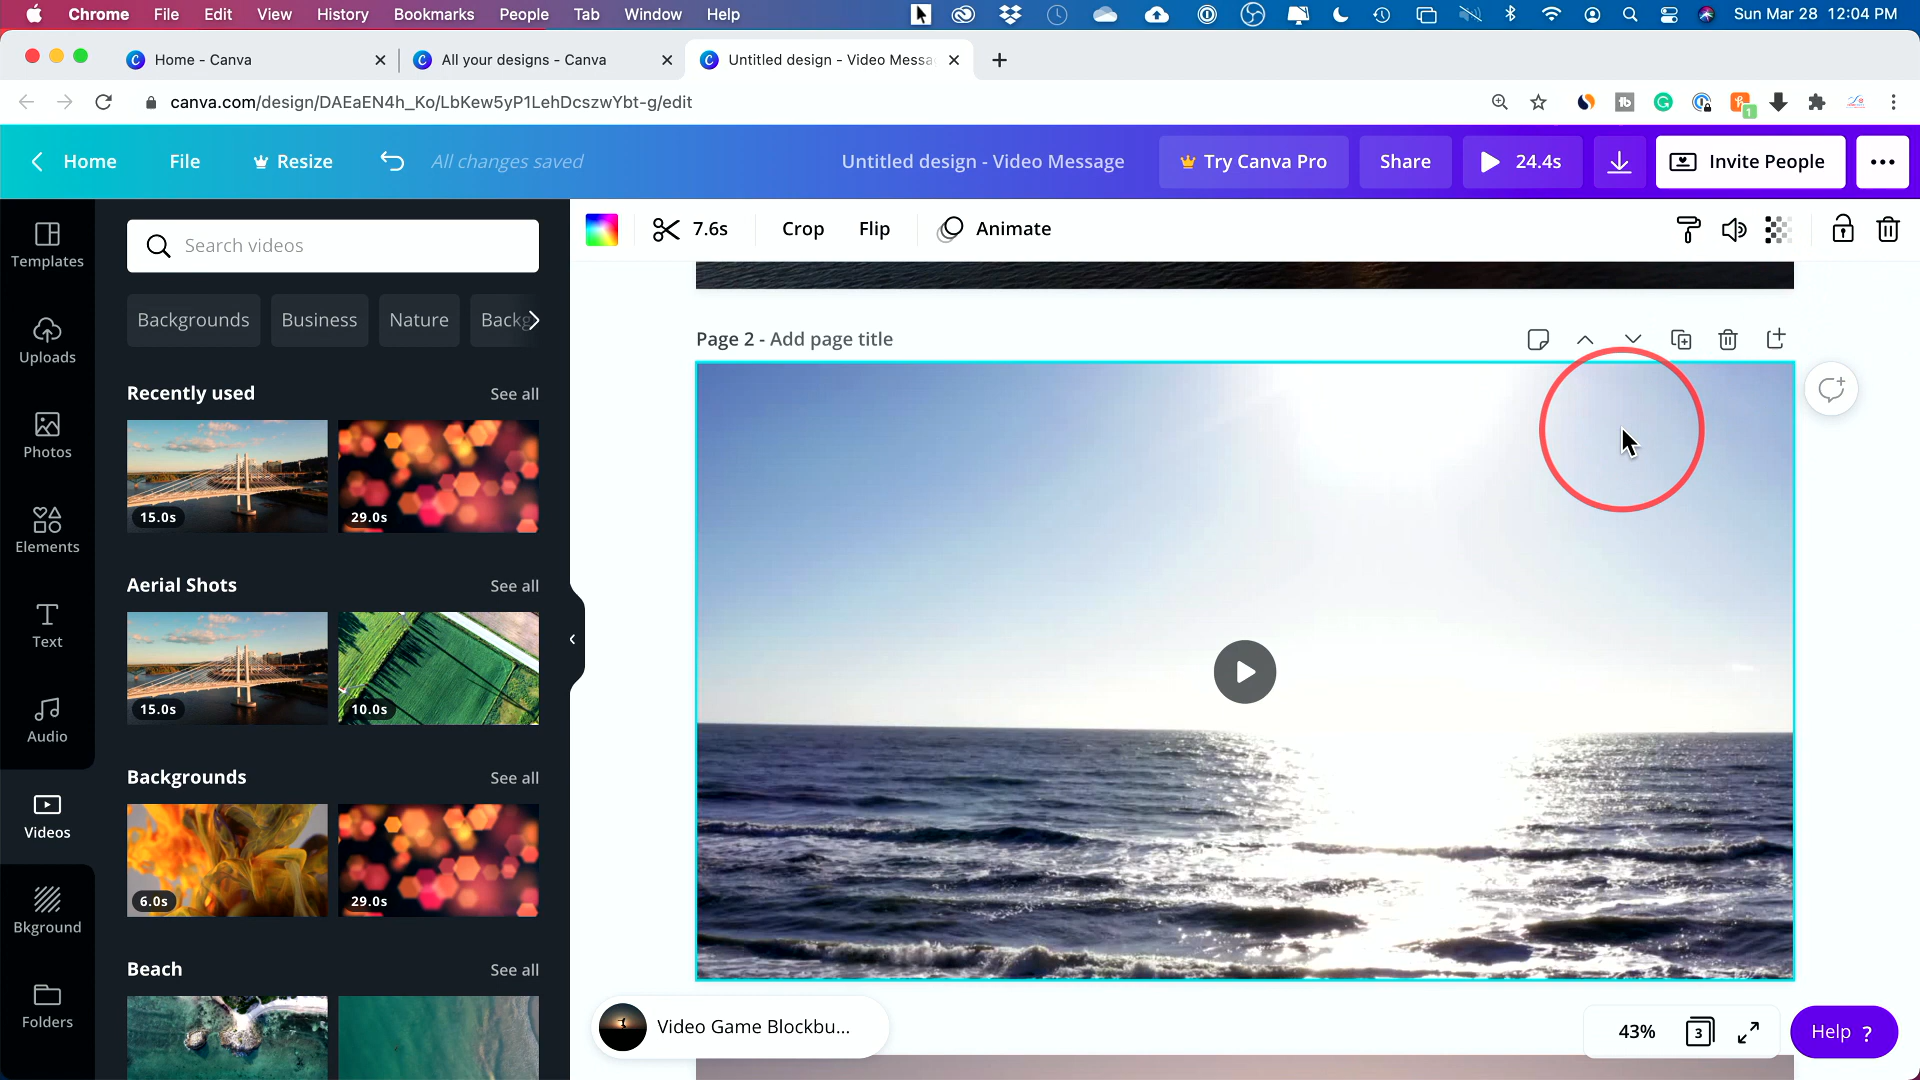 Chrome File Edit View History Bookmarks People Tab Window Help Sun Mar 28 12:04 PM
Home - Canva All your designs - Canva Untitled design - Video Messa
canva.com/design/DAEaEN4h_Ko/LbKew5yP1LehDcszwYbt-g/edit
Home File Resize All changes saved Untitled design - Video Message Try Canva Pro Share 24.4s Invite People
7.6s Crop Flip Animate
Templates
Uploads
Photos
Elements
Text
Audio
Videos
Bkground
Folders
Search videos
Backgrounds Business Nature Backg
Recently used See all
15.0s 29.0s
Aerial Shots See all
15.0s 10.0s
Backgrounds See all
6.0s 29.0s
Beach See all
Page 2 - Add page title
Video Game Blockbu...
43% 3 Help ?